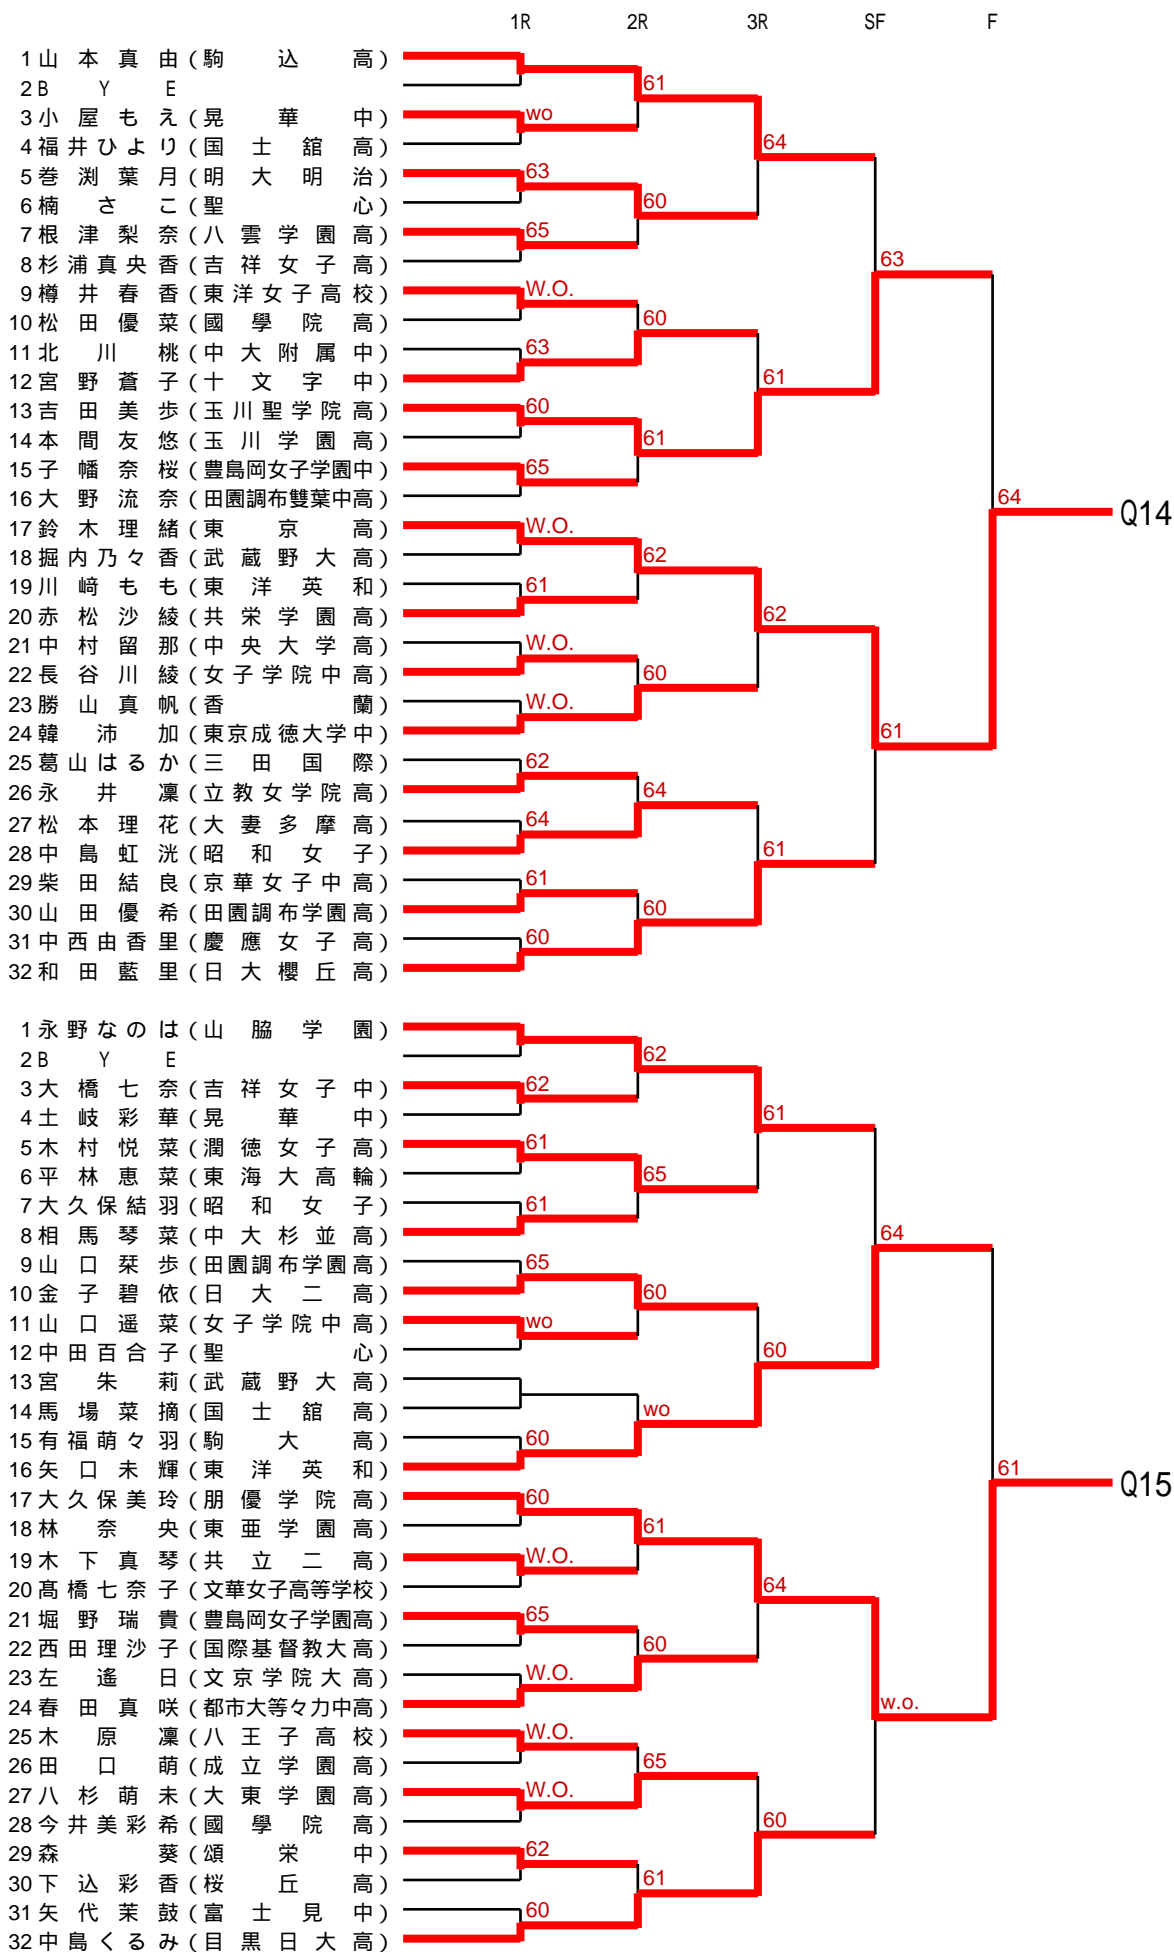 1R 2R 3R SF F
1 山本真由 (駒込高)
2 BYE
61
3 小屋もえ (晃華中) wo
4 福井ひより (国士舘高)
64
5 巻渕葉月 (明大明治) 63
6 楠さこ (聖心)
60
7 根津梨奈 (八雲学園高) 65
8 杉浦真央香 (吉祥女子高)
63
9 樽井春香 (東洋女子高校) W.O.
10 松田優菜 (國學院高)
60
11 北川桃 (中大附属中) 63
12 宮野蒼子 (十文字中)
61
13 吉田美歩 (玉川聖学院高) 60
14 本間友悠 (玉川学園高)
61
15 子幡奈桜 (豊島岡女子学園中) 65
16 大野流奈 (田園調布雙葉中高)
64
Q14
17 鈴木理緒 (東京高) W.O.
18 掘内乃々香 (武蔵野大高)
62
19 川﨑もも (東洋英和) 61
20 赤松沙綾 (共栄学園高)
62
21 中村留那 (中央大学高) W.O.
22 長谷川綾 (女子学院中高)
60
23 勝山真帆 (香蘭) W.O.
24 韓沛加 (東京成徳大学中)
61
25 葛山はるか (三田国際) 62
26 永井凜 (立教女学院高)
64
27 松本理花 (大妻多摩高) 64
28 中島虹洸 (昭和女子)
61
29 柴田結良 (京華女子中高) 61
30 山田優希 (田園調布学園高)
60
31 中西由香里 (慶應女子高) 60
32 和田藍里 (日大櫻丘高)
1 永野なのは (山脇学園)
2 BYE
62
3 大橋七奈 (吉祥女子中) 62
4 土岐彩華 (晃華中)
61
5 木村悦菜 (潤徳女子高) 61
6 平林恵菜 (東海大高輪)
65
7 大久保結羽 (昭和女子) 61
8 相馬琴菜 (中大杉並高)
64
9 山口栞歩 (田園調布学園高) 65
10 金子碧依 (日大二高)
60
11 山口遥菜 (女子学院中高) wo
12 中田百合子 (聖心)
60
13 宮朱莉 (武蔵野大高)
14 馬場菜摘 (国士舘高)
wo
15 有福萌々羽 (駒大高) 60
16 矢口未輝 (東洋英和)
61
Q15
17 大久保美玲 (朋優学院高) 60
18 林奈央 (東亜学園高)
61
19 木下真琴 (共立二高) W.O.
20 髙橋七奈子 (文華女子高等学校)
64
21 堀野瑞貴 (豊島岡女子学園高) 65
22 西田理沙子 (国際基督教大高)
60
23 左遙日 (文京学院大高) W.O.
24 春田真咲 (都市大等々力中高)
w.o.
25 木原凜 (八王子高校) W.O.
26 田口萌 (成立学園高)
65
27 八杉萌未 (大東学園高) W.O.
28 今井美彩希 (國學院高)
60
29 森葵 (頌栄中) 62
30 下込彩香 (桜丘高)
61
31 矢代茉鼓 (富士見中) 60
32 中島くるみ (目黒日大高)